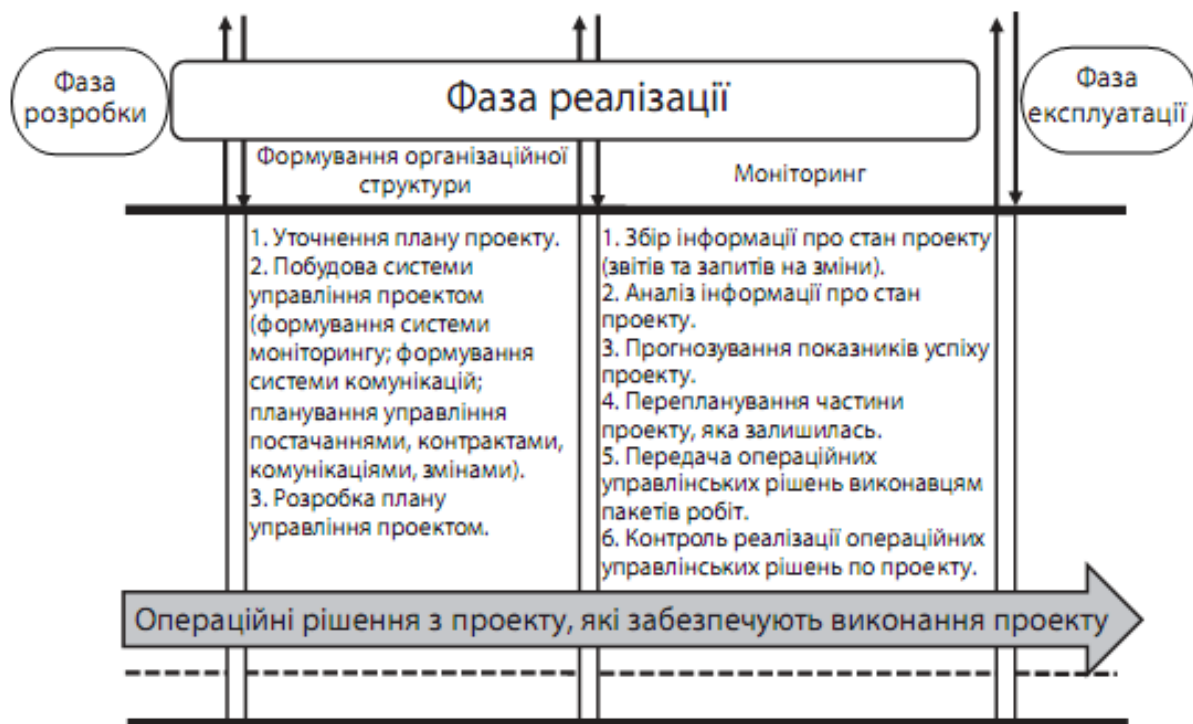 Фаза
розробки
Фаза реалізації
Фаза
експлуатації
Формування організаційної
структури
Моніторинг
1. Уточнення плану проекту.
2. Побудова системи
управління проектом
(формування системи
моніторингу; формування
системи комунікацій;
планування управління
постачаннями, контрактами,
комунікаціями, змінами).
3. Розробка плану
управління проектом.
1. Збір інформації про стан проекту
(звітів та запитів на зміни).
2. Аналіз інформації про стан
проекту.
3. Прогнозування показників успіху
проекту.
4. Перепланування частини
проекту, яка залишилась.
5. Передача операційних
управлінських рішень виконавцям
пакетів робіт.
6. Контроль реалізації операційних
управлінських рішень по проекту.
Операційні рішення з проекту, які забезпечують виконання проекту